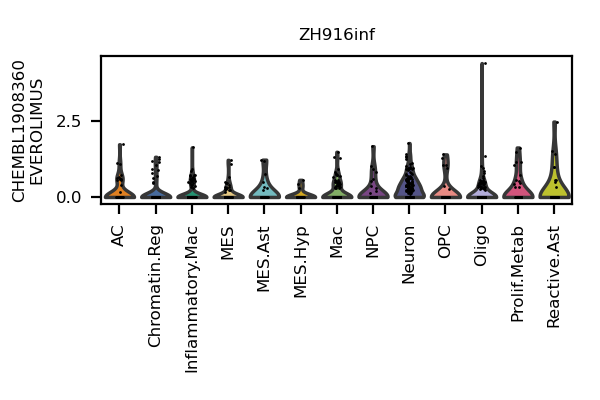 ZH916inf
CHEMBL1908360
EVEROLIMUS
2.5
0.0
AC
Chromatin.Reg
Inflammatory.Mac
MES
MES.Ast
MES.Hyp
Mac
NPC
Neuron
OPC
Oligo
Prolif.Metab
Reactive.Ast